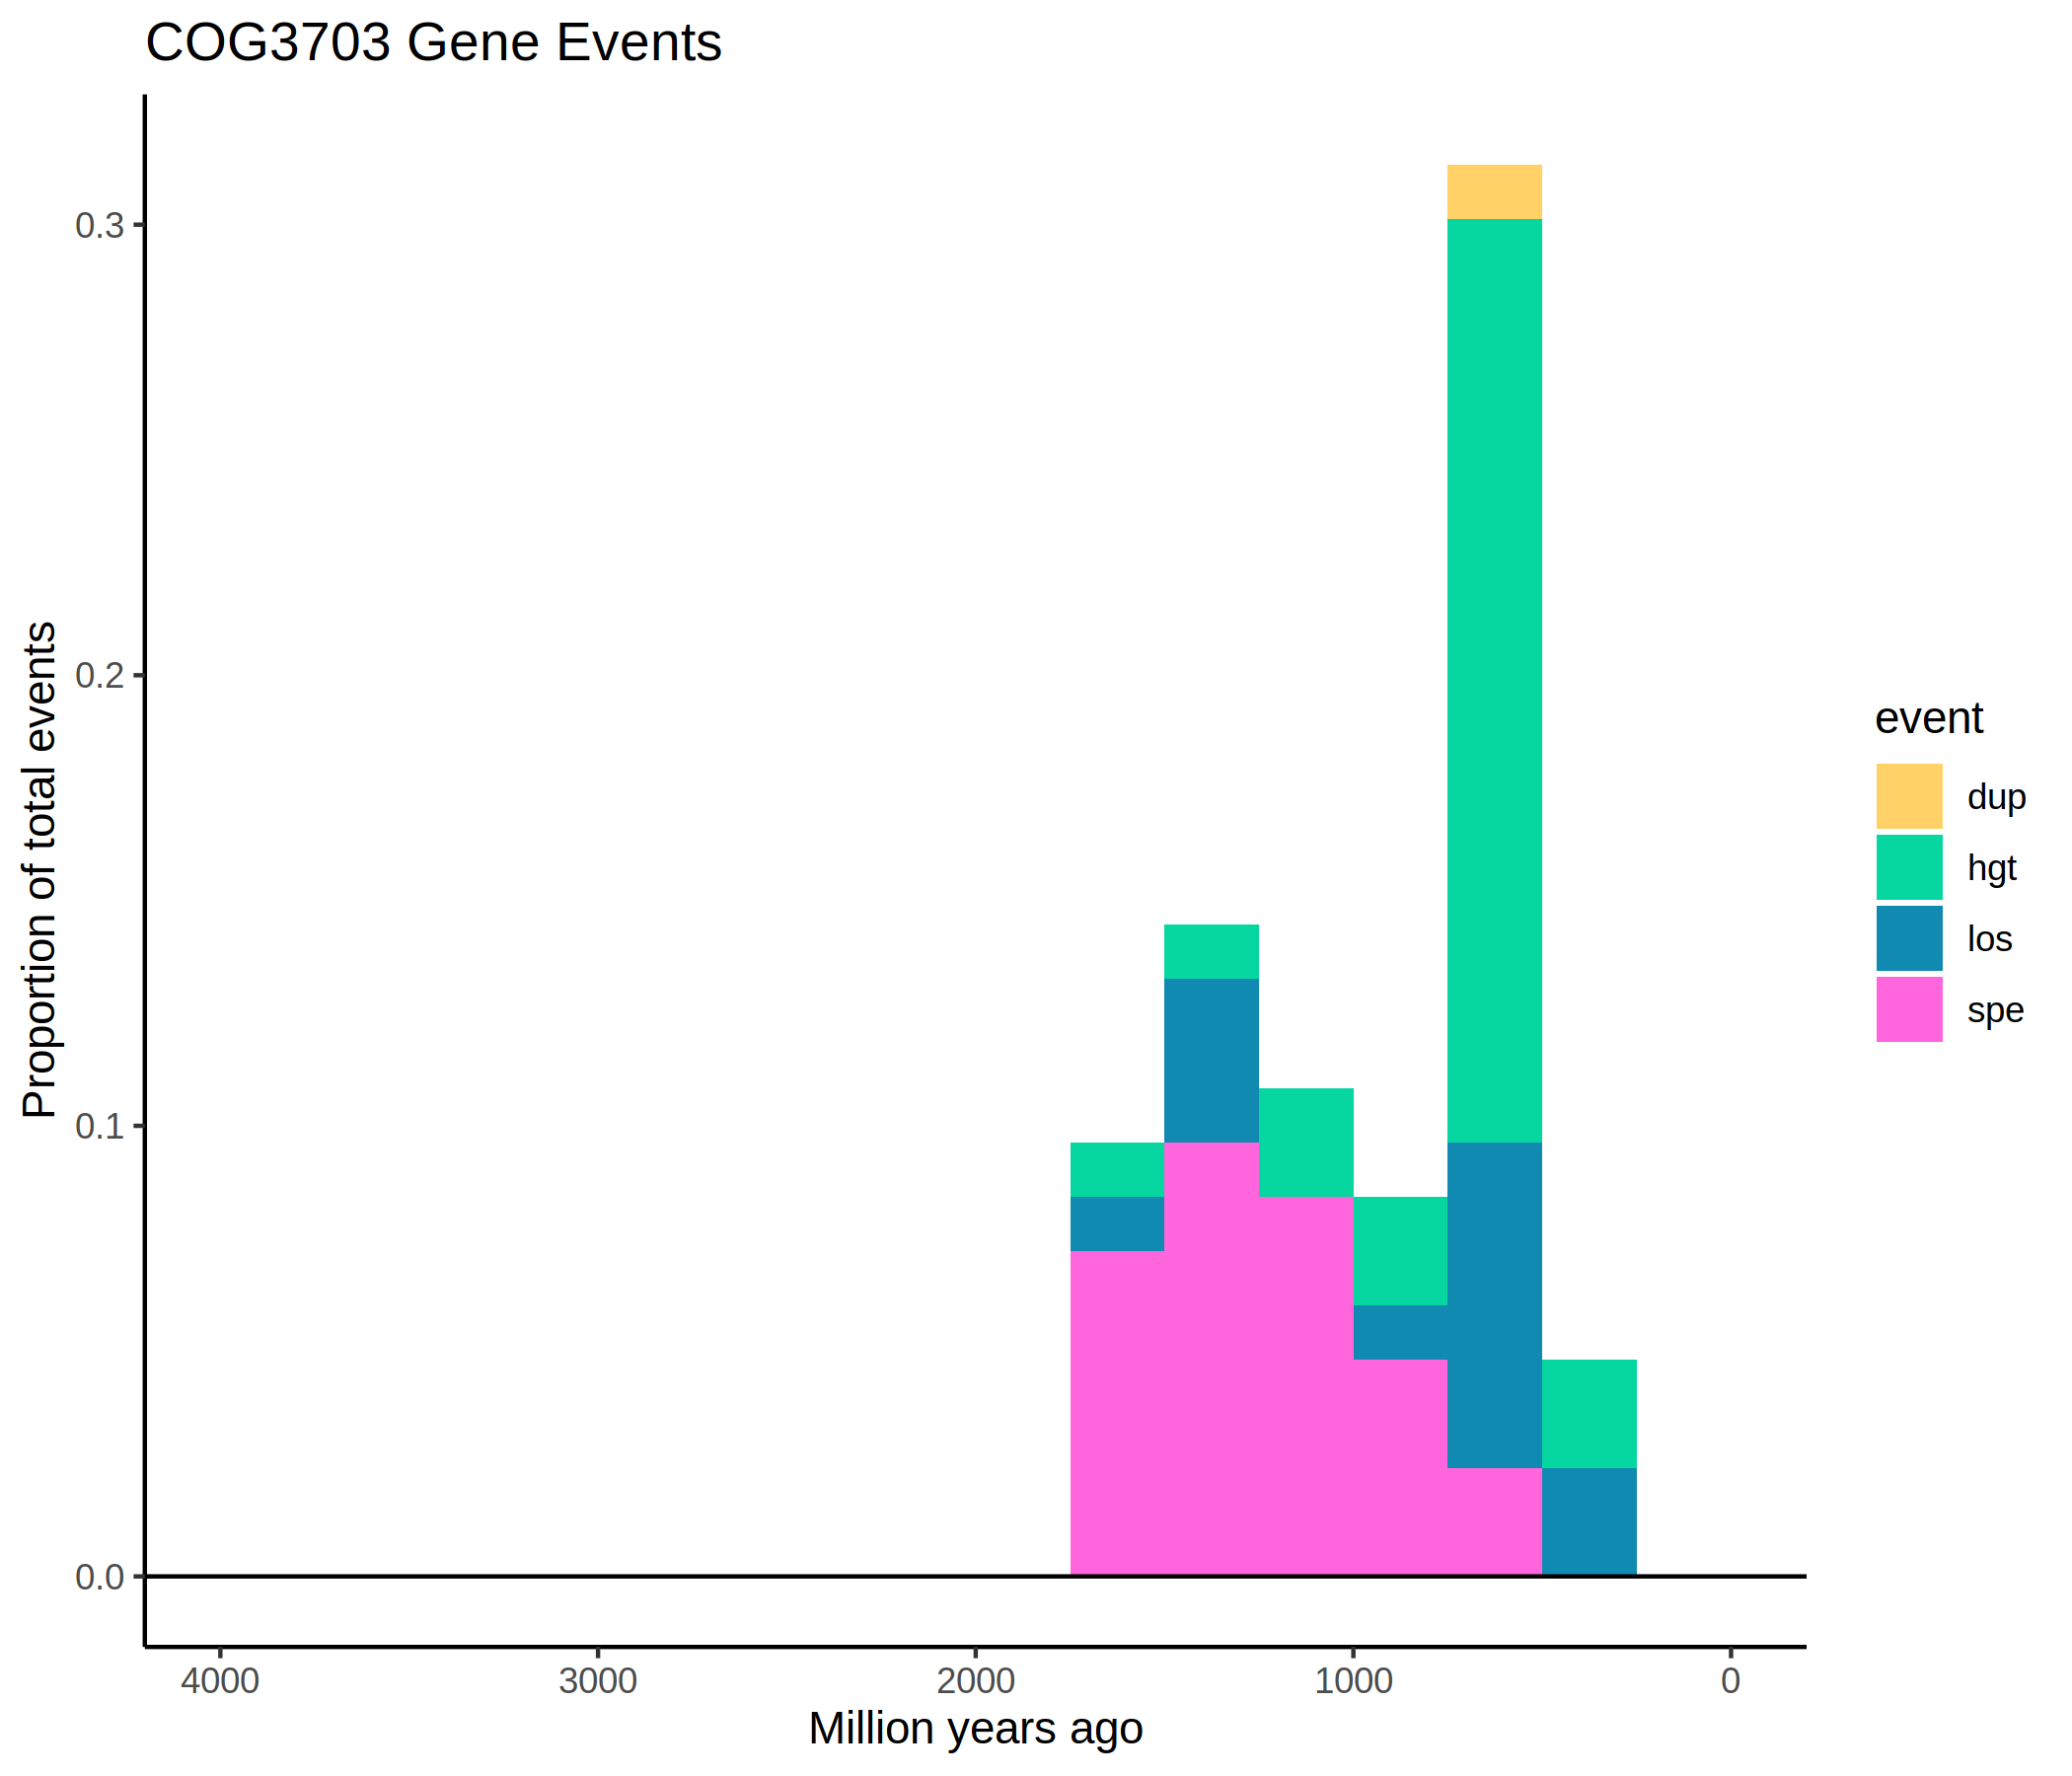 COG3703 Gene Events
Proportion of total events
0.3
0.2
0.1
0.0
4000 3000 2000 1000 0
Million years ago
event
dup
hgt
los
spe